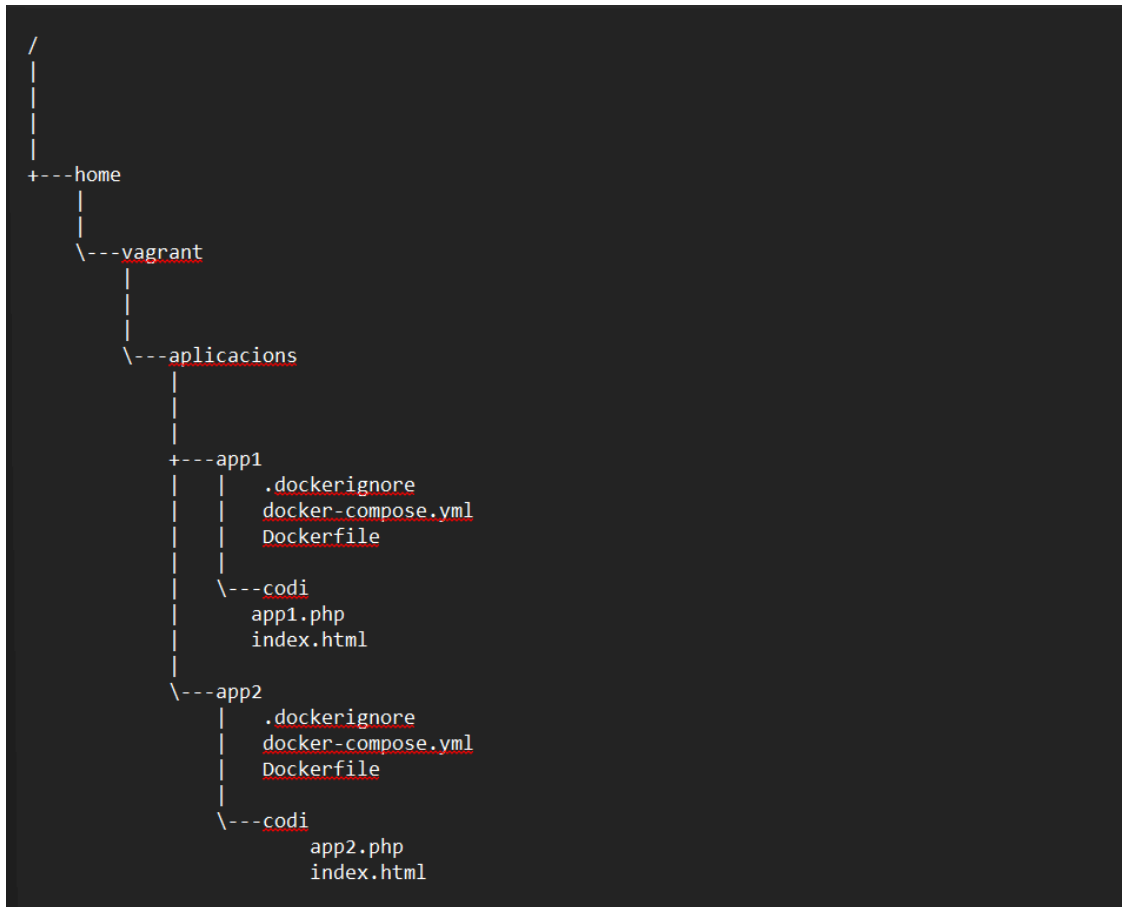 /
|
|
|
|
+---home
    |
    |
    \---vagrant
        |
        |
        |
        \---aplicacions
            |
            |
            |
            +---app1
            |   |   .dockerignore
            |   |   docker-compose.yml
            |   |   Dockerfile
            |   |
            |   \---codi
            |      app1.php
            |      index.html
            |
            \---app2
                |   .dockerignore
                |   docker-compose.yml
                |   Dockerfile
                |
                \---codi
                        app2.php
                        index.html